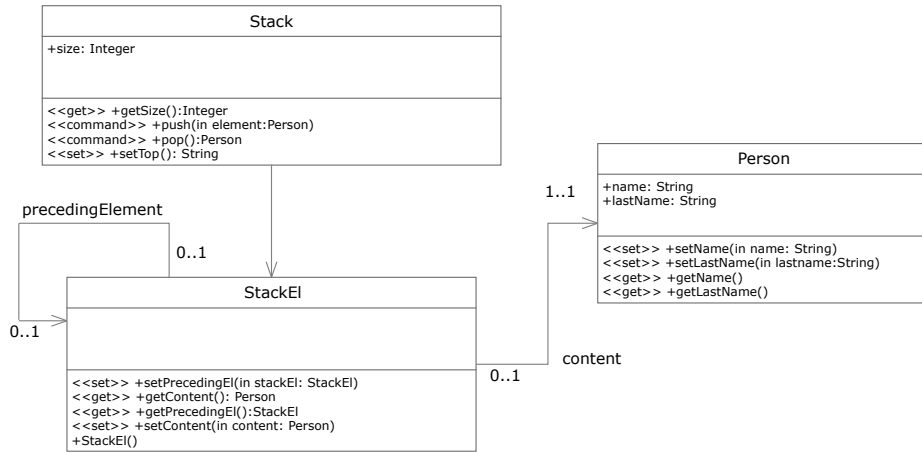 Stack
+size: Integer
<<get>> +getSize():Integer
<<command>> +push(in element:Person)
<<command>> +pop():Person
<<set>> +setTop(): String
Person
+name: String
+lastName: String
<<set>> +setName(in name: String)
<<set>> +setLastName(in lastname:String)
<<get>> +getName()
<<get>> +getLastName()
1..1
precedingElement
0..1
0..1
StackEl
<<set>> +setPrecedingEl(in stackEl: StackEl)
<<get>> +getContent(): Person
<<get>> +getPrecedingEl():StackEl
<<set>> +setContent(in content: Person)
+StackEl()
content
0..1